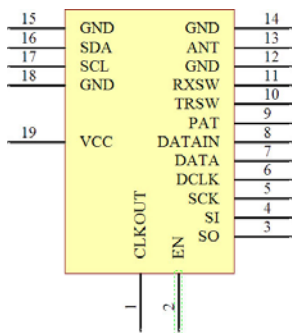 15 GND GND 14
16 SDA ANT 13
17 SCL GND 12
18 GND RXSW 11
TRSW 10
PAT 9
19 VCC DATAIN 8
DATA 7
DCLK 6
SCK 5
SI 4
SO 3
CLKOUT EN
1 2